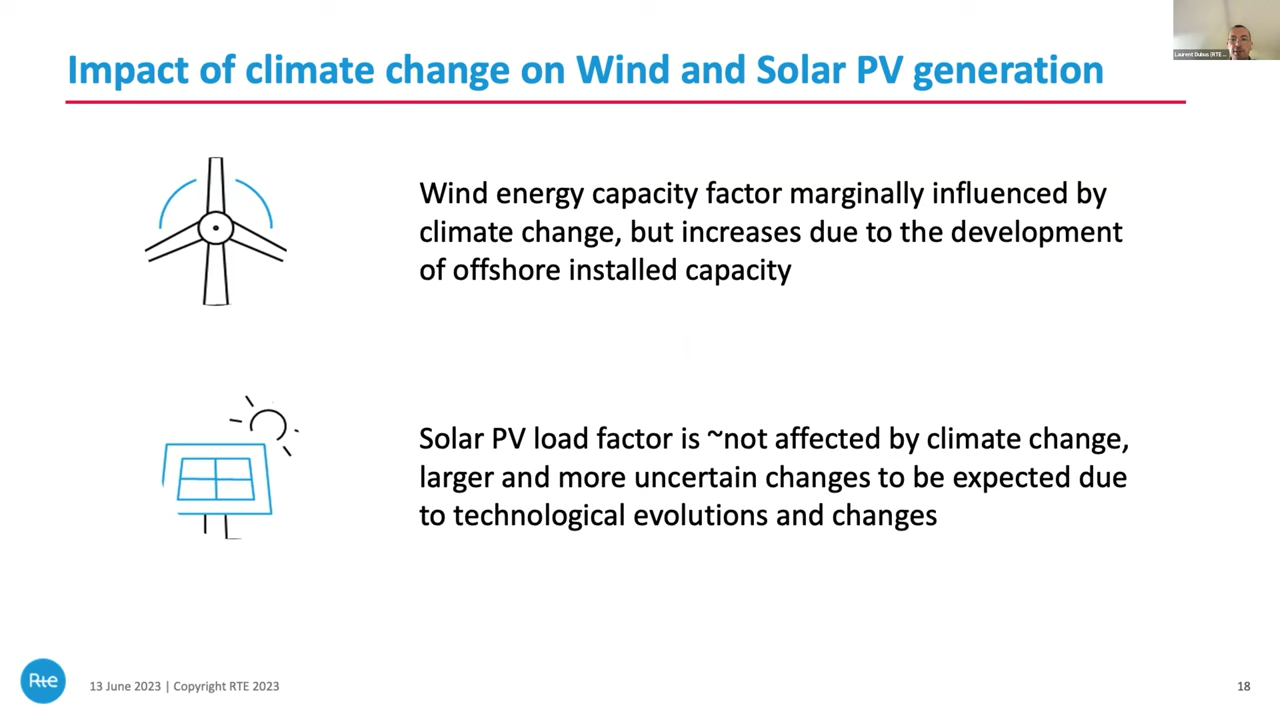 Impact of climate change on Wind and Solar PV generation
Laurent Dubus (RTE ...
Wind energy capacity factor marginally influenced by
climate change, but increases due to the development
of offshore installed capacity
Solar PV load factor is ~not affected by climate change,
larger and more uncertain changes to be expected due
to technological evolutions and changes
Rte
13 June 2023 | Copyright RTE 2023
18